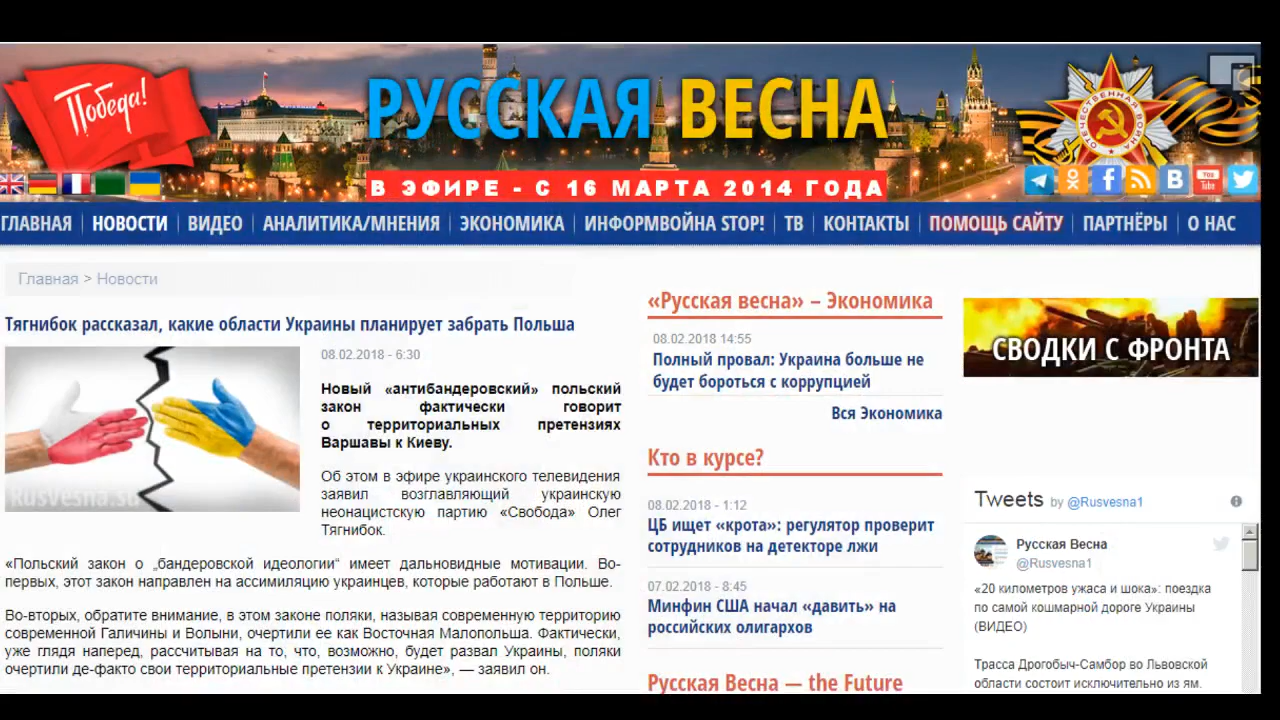 Победа!
РУССКАЯ ВЕСНА
ОТЕЧЕСТВЕННАЯ ВОЙНА
В ЭФИРЕ - С 16 МАРТА 2014 ГОДА
You Tube
ГЛАВНАЯ НОВОСТИ ВИДЕО АНАЛИТИКА/МНЕНИЯ ЭКОНОМИКА ИНФОРМВОЙНА STOP! ТВ КОНТАКТЫ ПОМОЩЬ САЙТУ ПАРТНЁРЫ О НАС
Главная > Новости
Тягнибок рассказал, какие области Украины планирует забрать Польша
08.02.2018 - 6:30
Новый «антибандеровский» польский
закон фактически говорит
о территориальных претензиях
Варшавы к Киеву.
Об этом в эфире украинского телевидения
заявил возглавляющий украинскую
неонацистскую партию «Свобода» Олег
Тягнибок.
Rusvesna.su
«Польский закон о „бандеровской идеологии“ имеет дальновидные мотивации. Во-
первых, этот закон направлен на ассимиляцию украинцев, которые работают в Польше.
Во-вторых, обратите внимание, в этом законе поляки, называя современную территорию
современной Галичины и Волыни, очертили ее как Восточная Малопольша. Фактически,
уже глядя наперед, рассчитывая на то, что, возможно, будет развал Украины, поляки
очертили де-факто свои территориальные претензии к Украине», — заявил он.
«Русская весна» – Экономика
08.02.2018 14:55
Полный провал: Украина больше не
будет бороться с коррупцией
Вся Экономика
Кто в курсе?
08.02.2018 - 1:12
ЦБ ищет «крота»: регулятор проверит
сотрудников на детекторе лжи
07.02.2018 - 8:45
Минфин США начал «давить» на
российских олигархов
Русская Весна — the Future
СВОДКИ С ФРОНТА
Tweets by @Rusvesna1
Русская Весна
@Rusvesna1
«20 километров ужаса и шока»: поездка
по самой кошмарной дороге Украины
(ВИДЕО)
Трасса Дрогобыч-Самбор во Львовской
области состоит исключительно из ям.